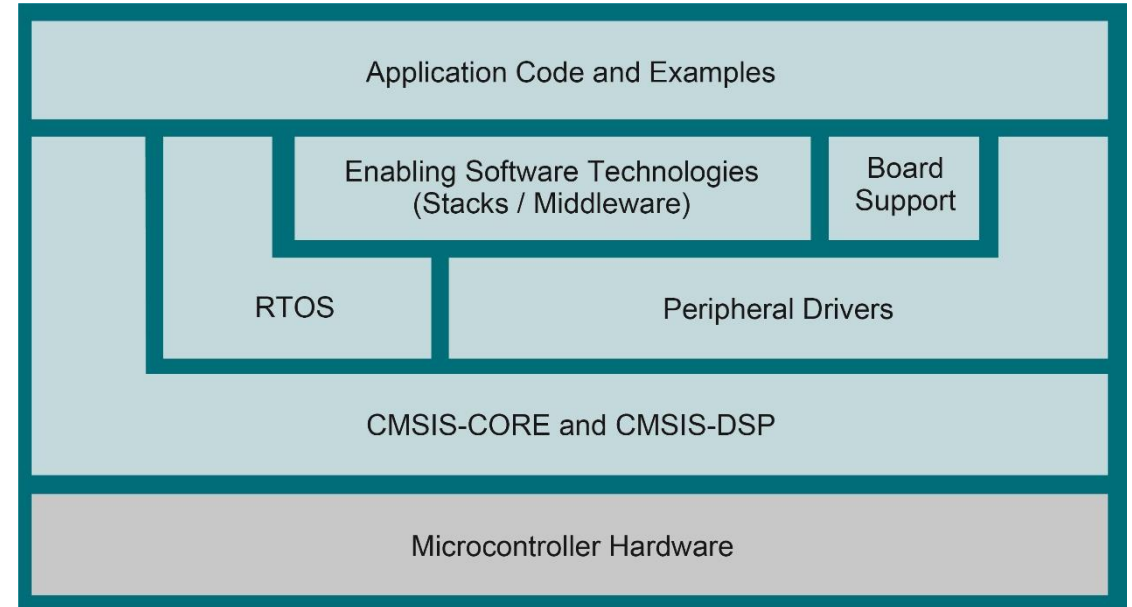 Application Code and Examples
Enabling Software Technologies
(Stacks / Middleware)
Board
Support
RTOS
Peripheral Drivers
CMSIS-CORE and CMSIS-DSP
Microcontroller Hardware